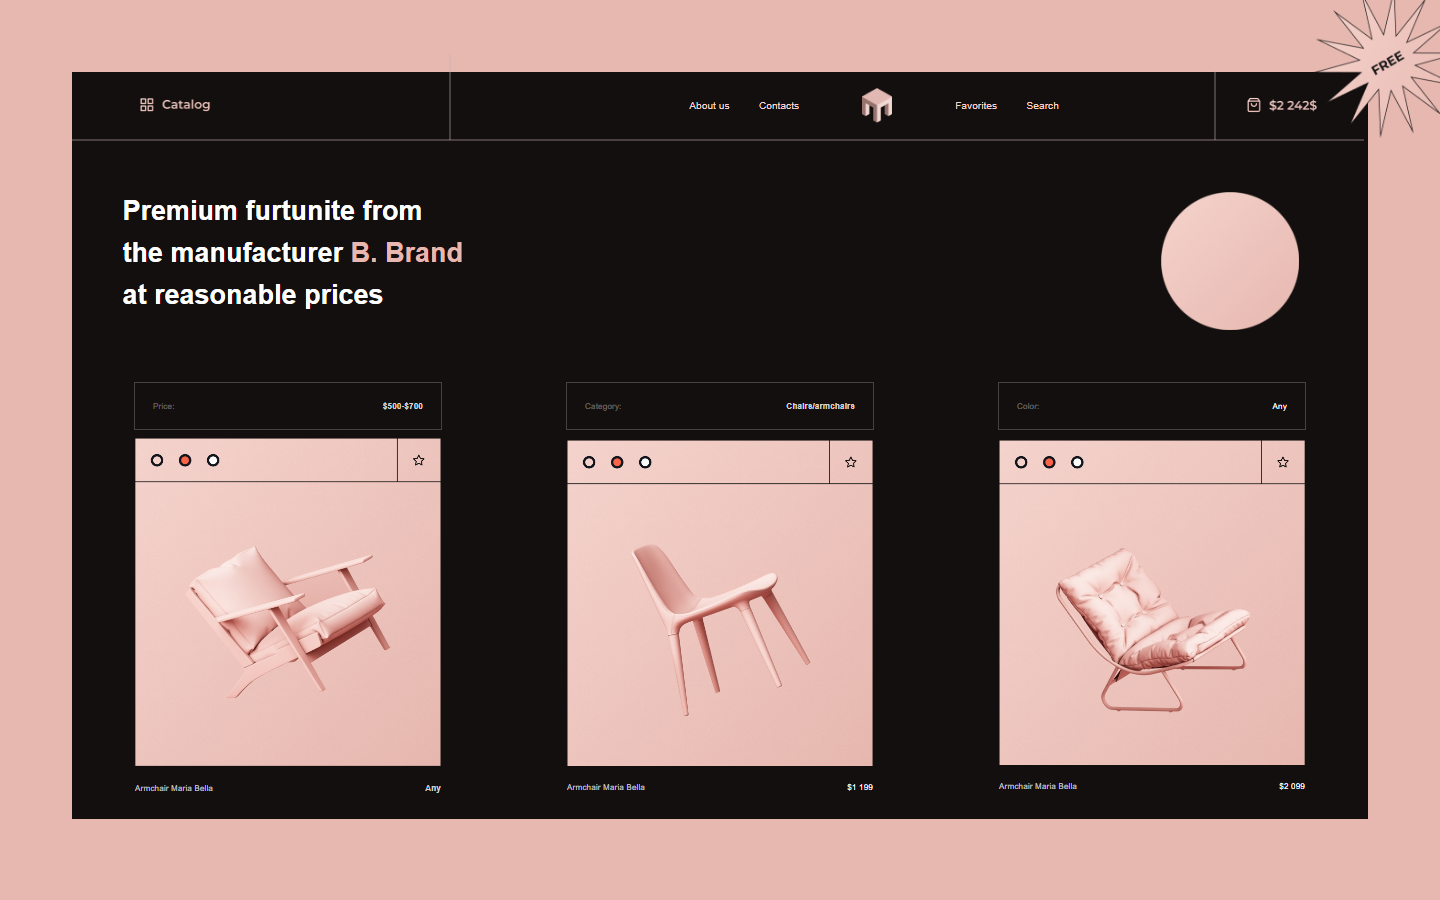 FREE
Catalog
About us
Contacts
Favorites
Search
$2 242$
Premium furtunite from
the manufacturer B. Brand
at reasonable prices
Price:
$500-$700
Category:
Chairs/armchairs
Color:
Any
Armchair Maria Bella
Any
Armchair Maria Bella
$1 199
Armchair Maria Bella
$2 099